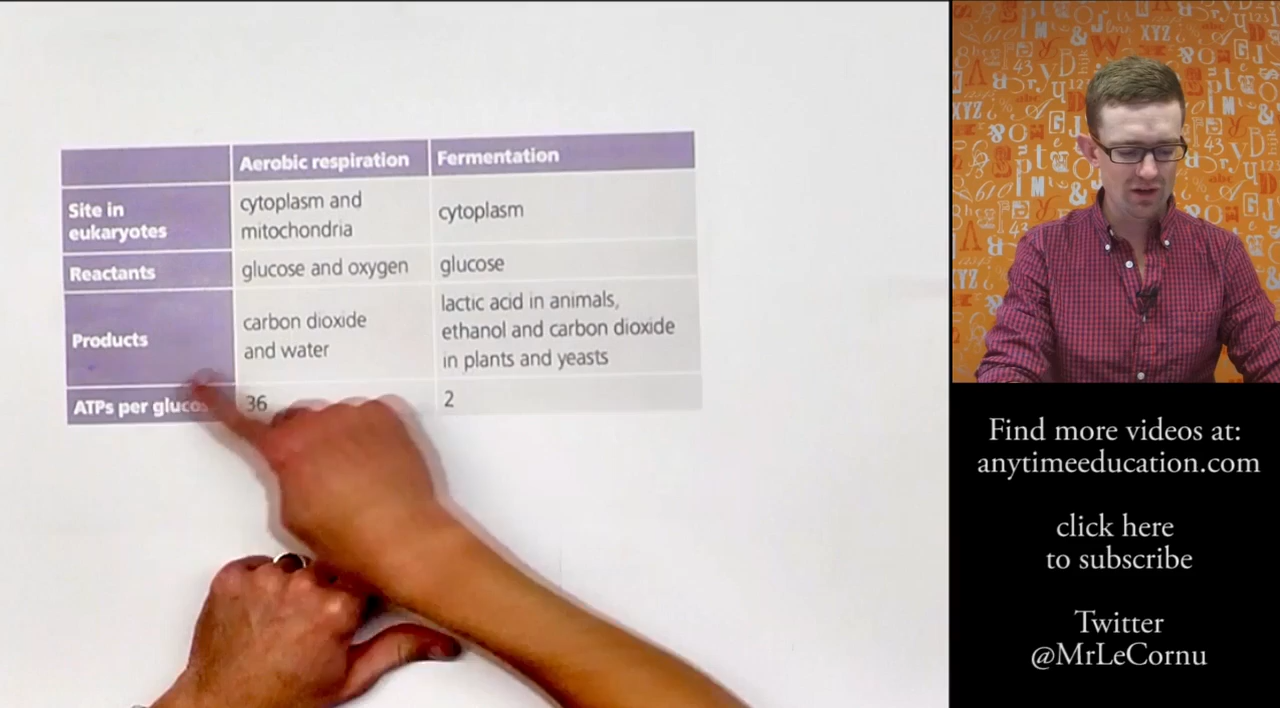 Aerobic respiration
Fermentation
Site in
eukaryotes
cytoplasm and
mitochondria
cytoplasm
Reactants
glucose and oxygen
glucose
Products
carbon dioxide
and water
lactic acid in animals,
ethanol and carbon dioxide
in plants and yeasts
ATPs per
36
2
Find more videos at:
anytimeeducation.com
click here
to subscribe
Twitter
@MrLeCornu